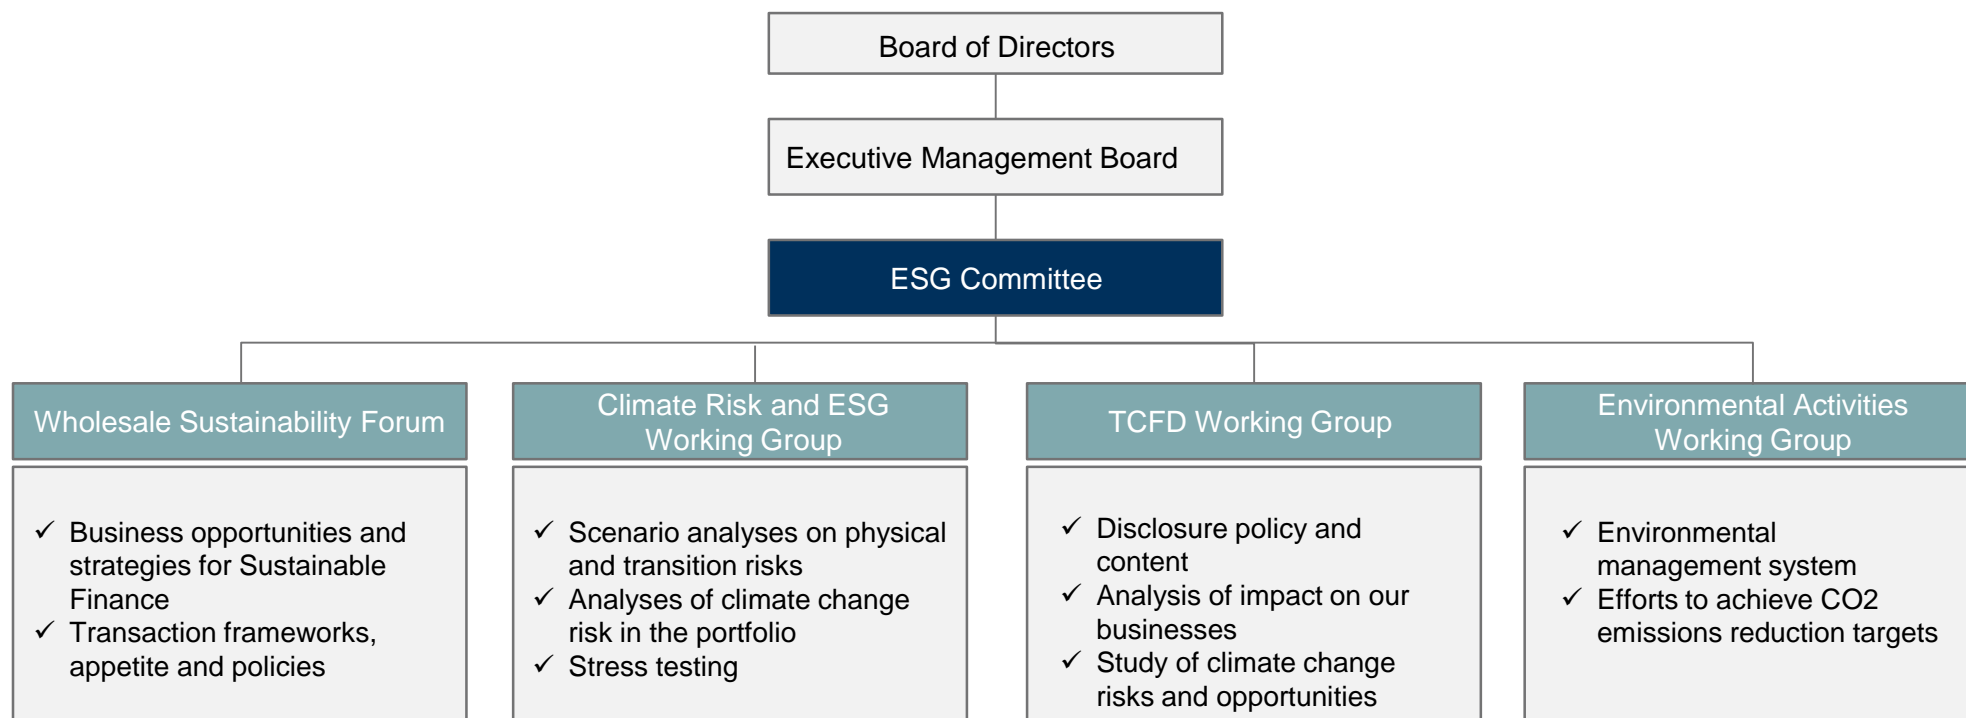 Board of Directors
Executive Management Board
ESG Committee
Wholesale Sustainability Forum
✓ Business opportunities and
strategies for Sustainable
Finance
✓ Transaction frameworks,
appetite and policies
Climate Risk and ESG
Working Group
✓ Scenario analyses on physical
and transition risks
✓ Analyses of climate change
risk in the portfolio
✓ Stress testing
TCFD Working Group
✓ Disclosure policy and
content
✓ Analysis of impact on our
businesses
✓ Study of climate change
risks and opportunities
Environmental Activities
Working Group
✓ Environmental
management system
✓ Efforts to achieve CO2
emissions reduction targets